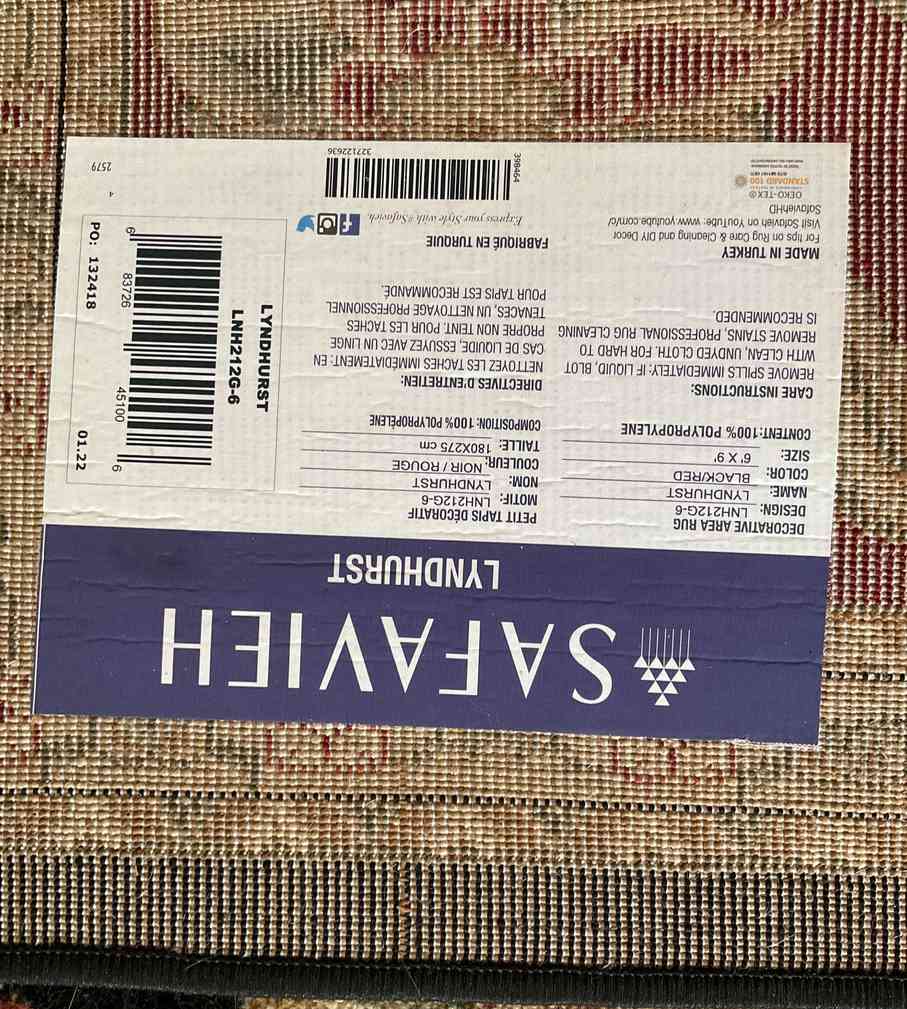 SAFAVIEH
LYNDHURST
DECORATIVE AREA RUG
DESIGN: LNH212G-6
NAME: LYNDHURST
COLOR: BLACK/RED
SIZE: 6' X 9'
CONTENT: 100% POLYPROPYLENE
CARE INSTRUCTIONS:
REMOVE SPILLS IMMEDIATELY: IF LIQUID, BLOT
WITH CLEAN, UNDYED CLOTH. FOR HARD TO
REMOVE STAINS, PROFESSIONAL RUG CLEANING
IS RECOMMENDED.
MADE IN TURKEY
For tips on Rug Care & Cleaning and DIY Decor
Visit Safavieh on YouTube: www.youtube.com/c/
SafaviehHD
OEKO-TEX®
STANDARD 100
PETIT TAPIS DÉCORATIF
MOTIF: LNH212G-6
NOM: LYNDHURST
COULEUR: NOIR / ROUGE
TAILLE: 180X275 cm
COMPOSITION: 100% POLYPROPÉLÈNE
DIRECTIVES D'ENTRETIEN:
NETTOYEZ LES TACHES IMMÉDIATEMENT: EN
CAS DE LIQUIDE, ESSUYEZ AVEC UN LINGE
PROPRE NON TEINT. POUR LES TACHES
TENACES, UN NETTOYAGE PROFESSIONNEL
POUR TAPIS EST RECOMMANDÉ.
FABRIQUÉ EN TURQUIE
Express your Style with #Safavieh.
398464
327122636
LYNDHURST
LNH212G-6
6 83726 45100 6
PO: 132418 01.22
4
2579